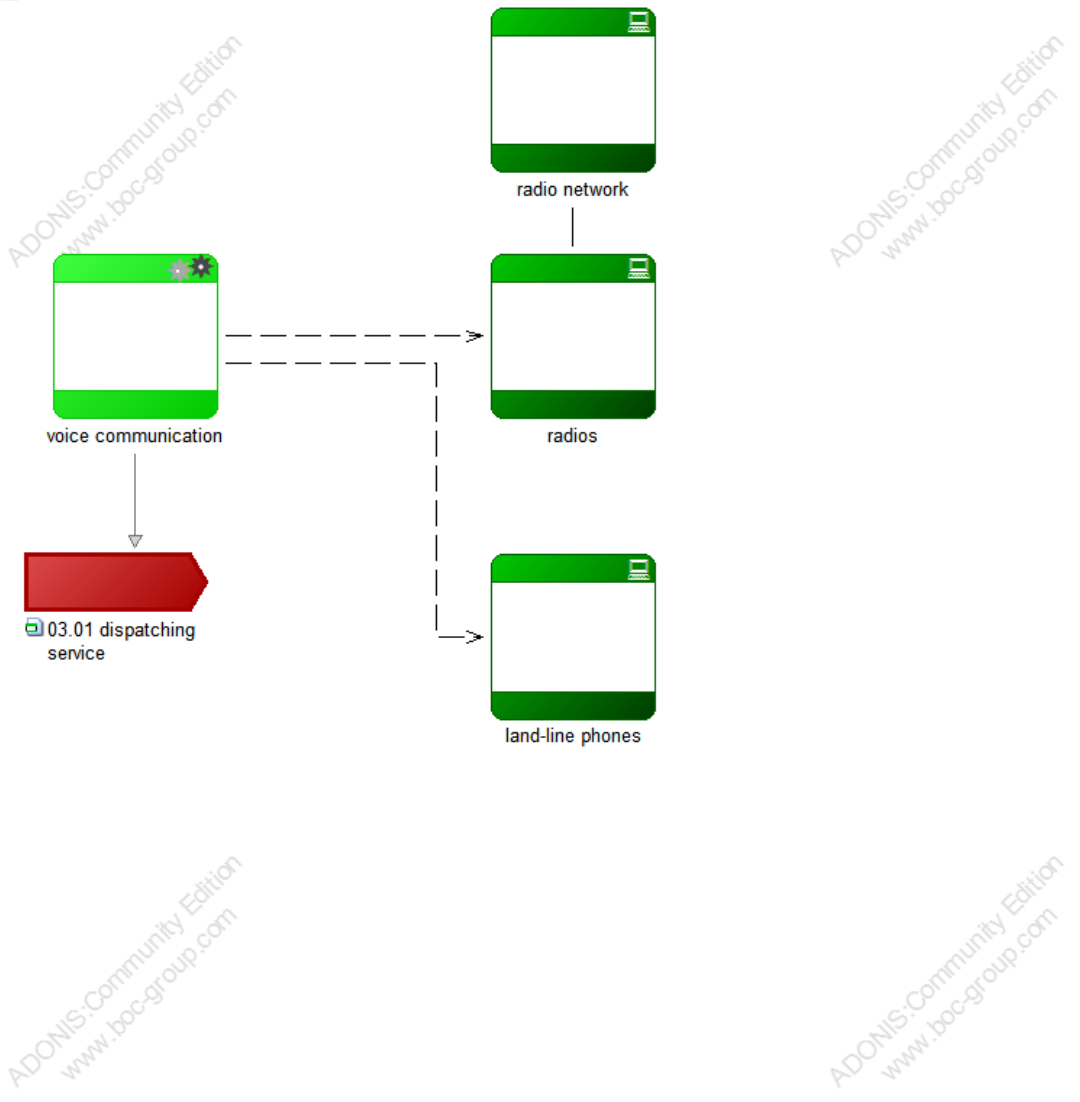 ADONIS:Community Edition
www.boc-group.com
ADONIS:Community Edition
www.boc-group.com
radio network
voice communication
radios
03.01 dispatching
service
land-line phones
ADONIS:Community Edition
www.boc-group.com
ADONIS:Community Edition
www.boc-group.com